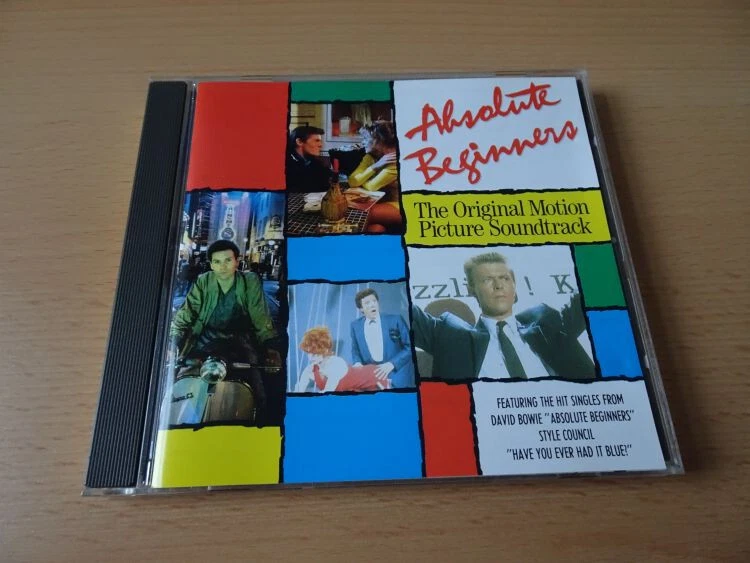 Absolute
Beginners
The Original Motion
Picture Soundtrack
zzli ! K
FEATURING THE HIT SINGLES FROM
DAVID BOWIE "ABSOLUTE BEGINNERS"
STYLE COUNCIL
"HAVE YOU EVER HAD IT BLUE!"